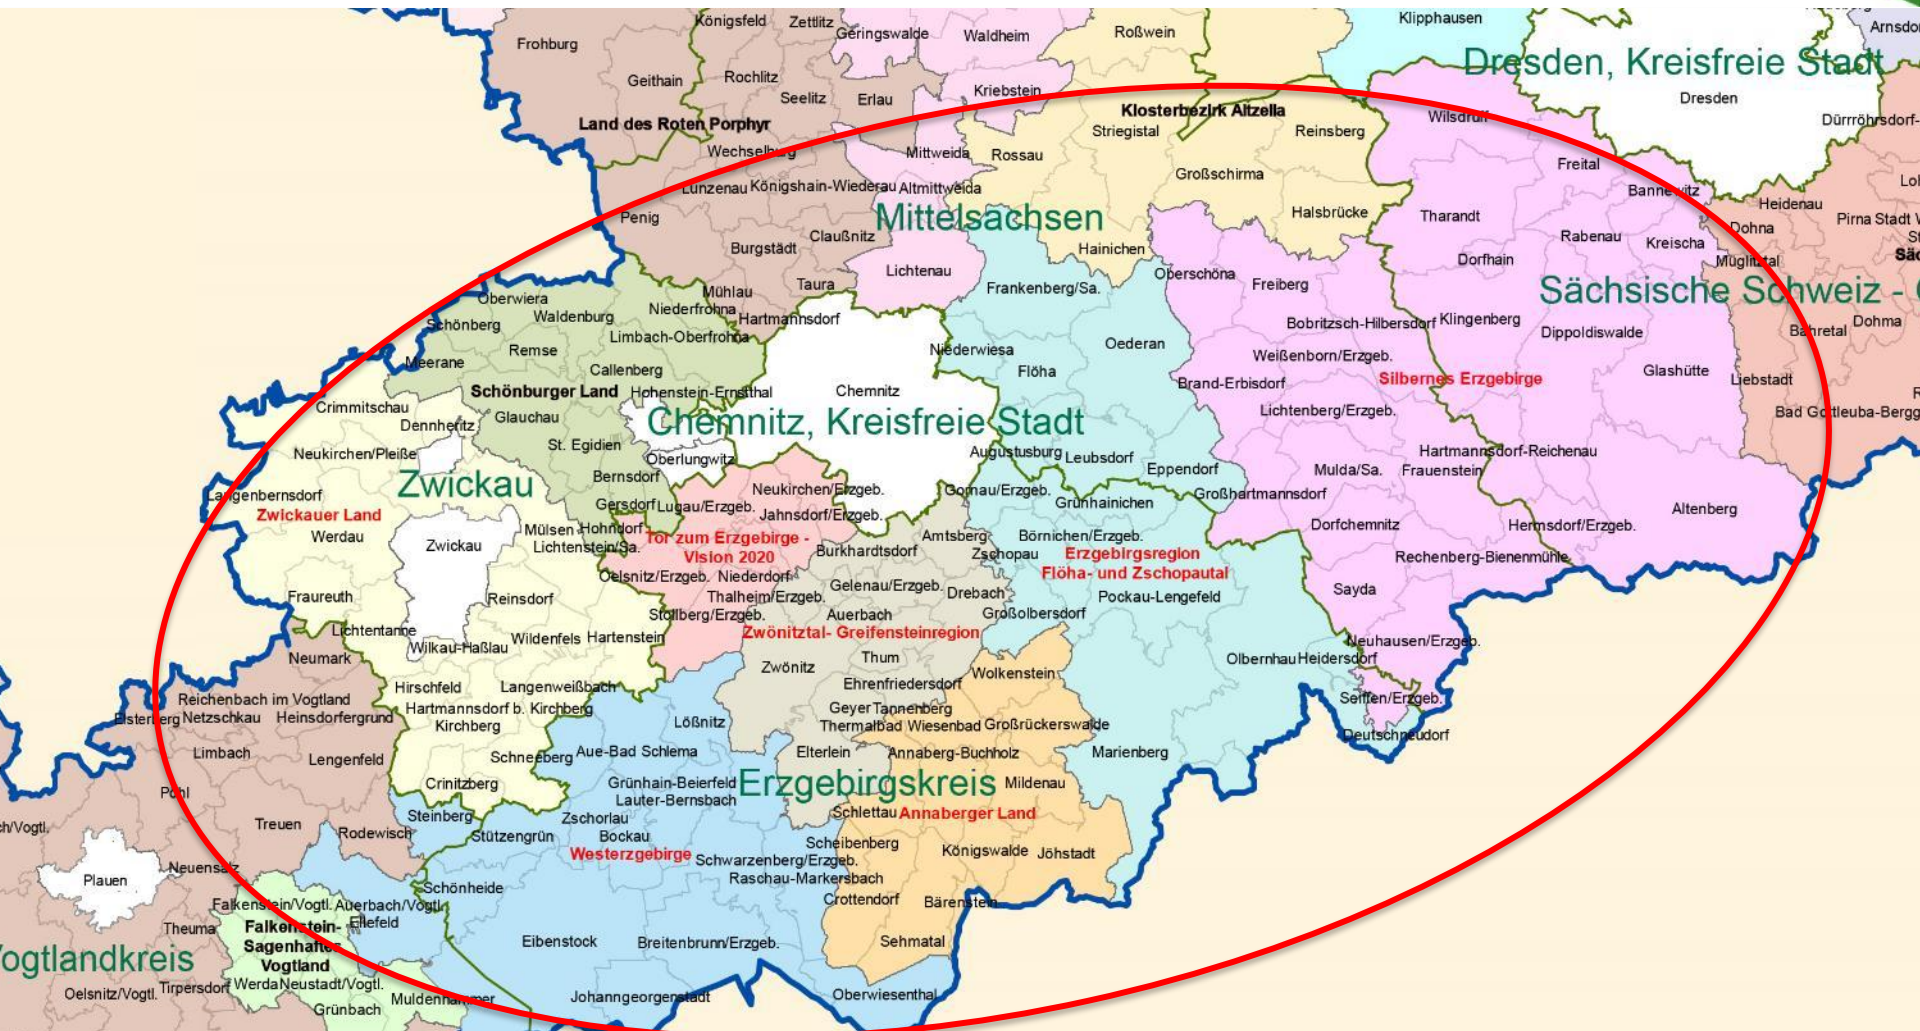 Königsfeld
Zettlitz
Klipphausen
Frohburg
Geringswalde
Waldheim
Roßwein
Dresden, Kreisfreie Stadt
Geithain
Rochlitz
Seelitz
Erlau
Kriebstein
Dresden
Land des Roten Porphyr
Klosterbezirk Altzella
Striegistal
Reinsberg
Wilsdruff
Wechselburg
Mittweida
Rossau
Großschirma
Freital
Lunzenau
Königshain-Wiederau
Altmittweida
Bannewitz
Penig
Mittelsachsen
Halsbrücke
Tharandt
Heidenau
Dohna
Burgstädt
Claußnitz
Hainichen
Rabenau
Kreischa
Lichtenau
Oberschöna
Freiberg
Dorfhain
Müglitztal
Mühlau
Taura
Frankenberg/Sa.
Sächsische Schweiz -
Oberwiera
Waldenburg
Niederfrohna
Hartmannsdorf
Schönberg
Limbach-Oberfrohna
Bobritzsch-Hilbersdorf
Klingenberg
Dippoldiswalde
Bahretal
Dohma
Meerane
Remse
Callenberg
Niederwiesa
Flöha
Oederan
Weißenborn/Erzgeb.
Glashütte
Liebstadt
Schönburger Land
Hohenstein-Ernstthal
Chemnitz
Brand-Erbisdorf
Silbernes Erzgebirge
Crimmitschau
Dennheritz
Glauchau
Chemnitz, Kreisfreie Stadt
Lichtenberg/Erzgeb.
Neukirchen/Pleiße
St. Egidien
Oberlungwitz
Augustusburg
Leubsdorf
Eppendorf
Mulda/Sa.
Frauenstein
Hartmannsdorf-Reichenau
Zwickau
Bernsdorf
Neukirchen/Erzgeb.
Gornau/Erzgeb.
Großhartmannsdorf
Langenbernsdorf
Zwickauer Land
Gersdorf
Lugau/Erzgeb.
Jahnsdorf/Erzgeb.
Grünhainichen
Altenberg
Werdau
Zwickau
Mülsen
Hohndorf
Lichtenstein/Sa.
Tor zum Erzgebirge -
Vision 2020
Burkhardtsdorf
Amtsberg
Zschopau
Börnichen/Erzgeb.
Erzgebirgsregion
Flöha- und Zschopautal
Dorfchemnitz
Hermsdorf/Erzgeb.
Rechenberg-Bienenmühle
Fraureuth
Reinsdorf
Oelsnitz/Erzgeb.
Niederdorf
Thalheim/Erzgeb.
Gelenau/Erzgeb.
Drebach
Pockau-Lengefeld
Sayda
Stollberg/Erzgeb.
Auerbach
Großolbersdorf
Lichtentanne
Wilkau-Haßlau
Wildenfels
Hartenstein
Zwönitztal- Greifensteinregion
Neuhausen/Erzgeb.
Neumark
Zwönitz
Thum
Wolkenstein
Olbernhau
Heidersdorf
Hirschfeld
Langenweißbach
Ehrenfriedersdorf
Seiffen/Erzgeb.
Reichenbach im Vogtland
Elsterberg
Netzschkau
Heinsdorfergrund
Hartmannsdorf b. Kirchberg
Kirchberg
Lößnitz
Geyer
Tannenberg
Thermalbad Wiesenbad
Großrückerswalde
Deutschneudorf
Limbach
Lengenfeld
Schneeberg
Aue-Bad Schlema
Elterlein
Annaberg-Buchholz
Marienberg
Pöhl
Crinitzberg
Grünhain-Beierfeld
Lauter-Bernsbach
Erzgebirgskreis
Mildenau
Treuen
Rodewisch
Steinberg
Stützengrün
Zschorlau
Bockau
Schlettau
Annaberger Land
Westerzgebirge
Scheibenberg
Schwarzenberg/Erzgeb.
Raschau-Markersbach
Königswalde
Jöhstadt
Plauen
Neuensalz
Schönheide
Crottendorf
Bärenstein
Falkenstein/Vogtl.
Auerbach/Vogtl.
Ellefeld
Theuma
Falkenstein-
Sagenhaftes
Vogtland
Eibenstock
Breitenbrunn/Erzgeb.
Sehmatal
ogtlandkreis
Oelsnitz/Vogtl.
Tirpersdorf
Werda
Neustadt/Vogtl.
Grünbach
Muldenhammer
Johanngeorgenstadt
Oberwiesenthal